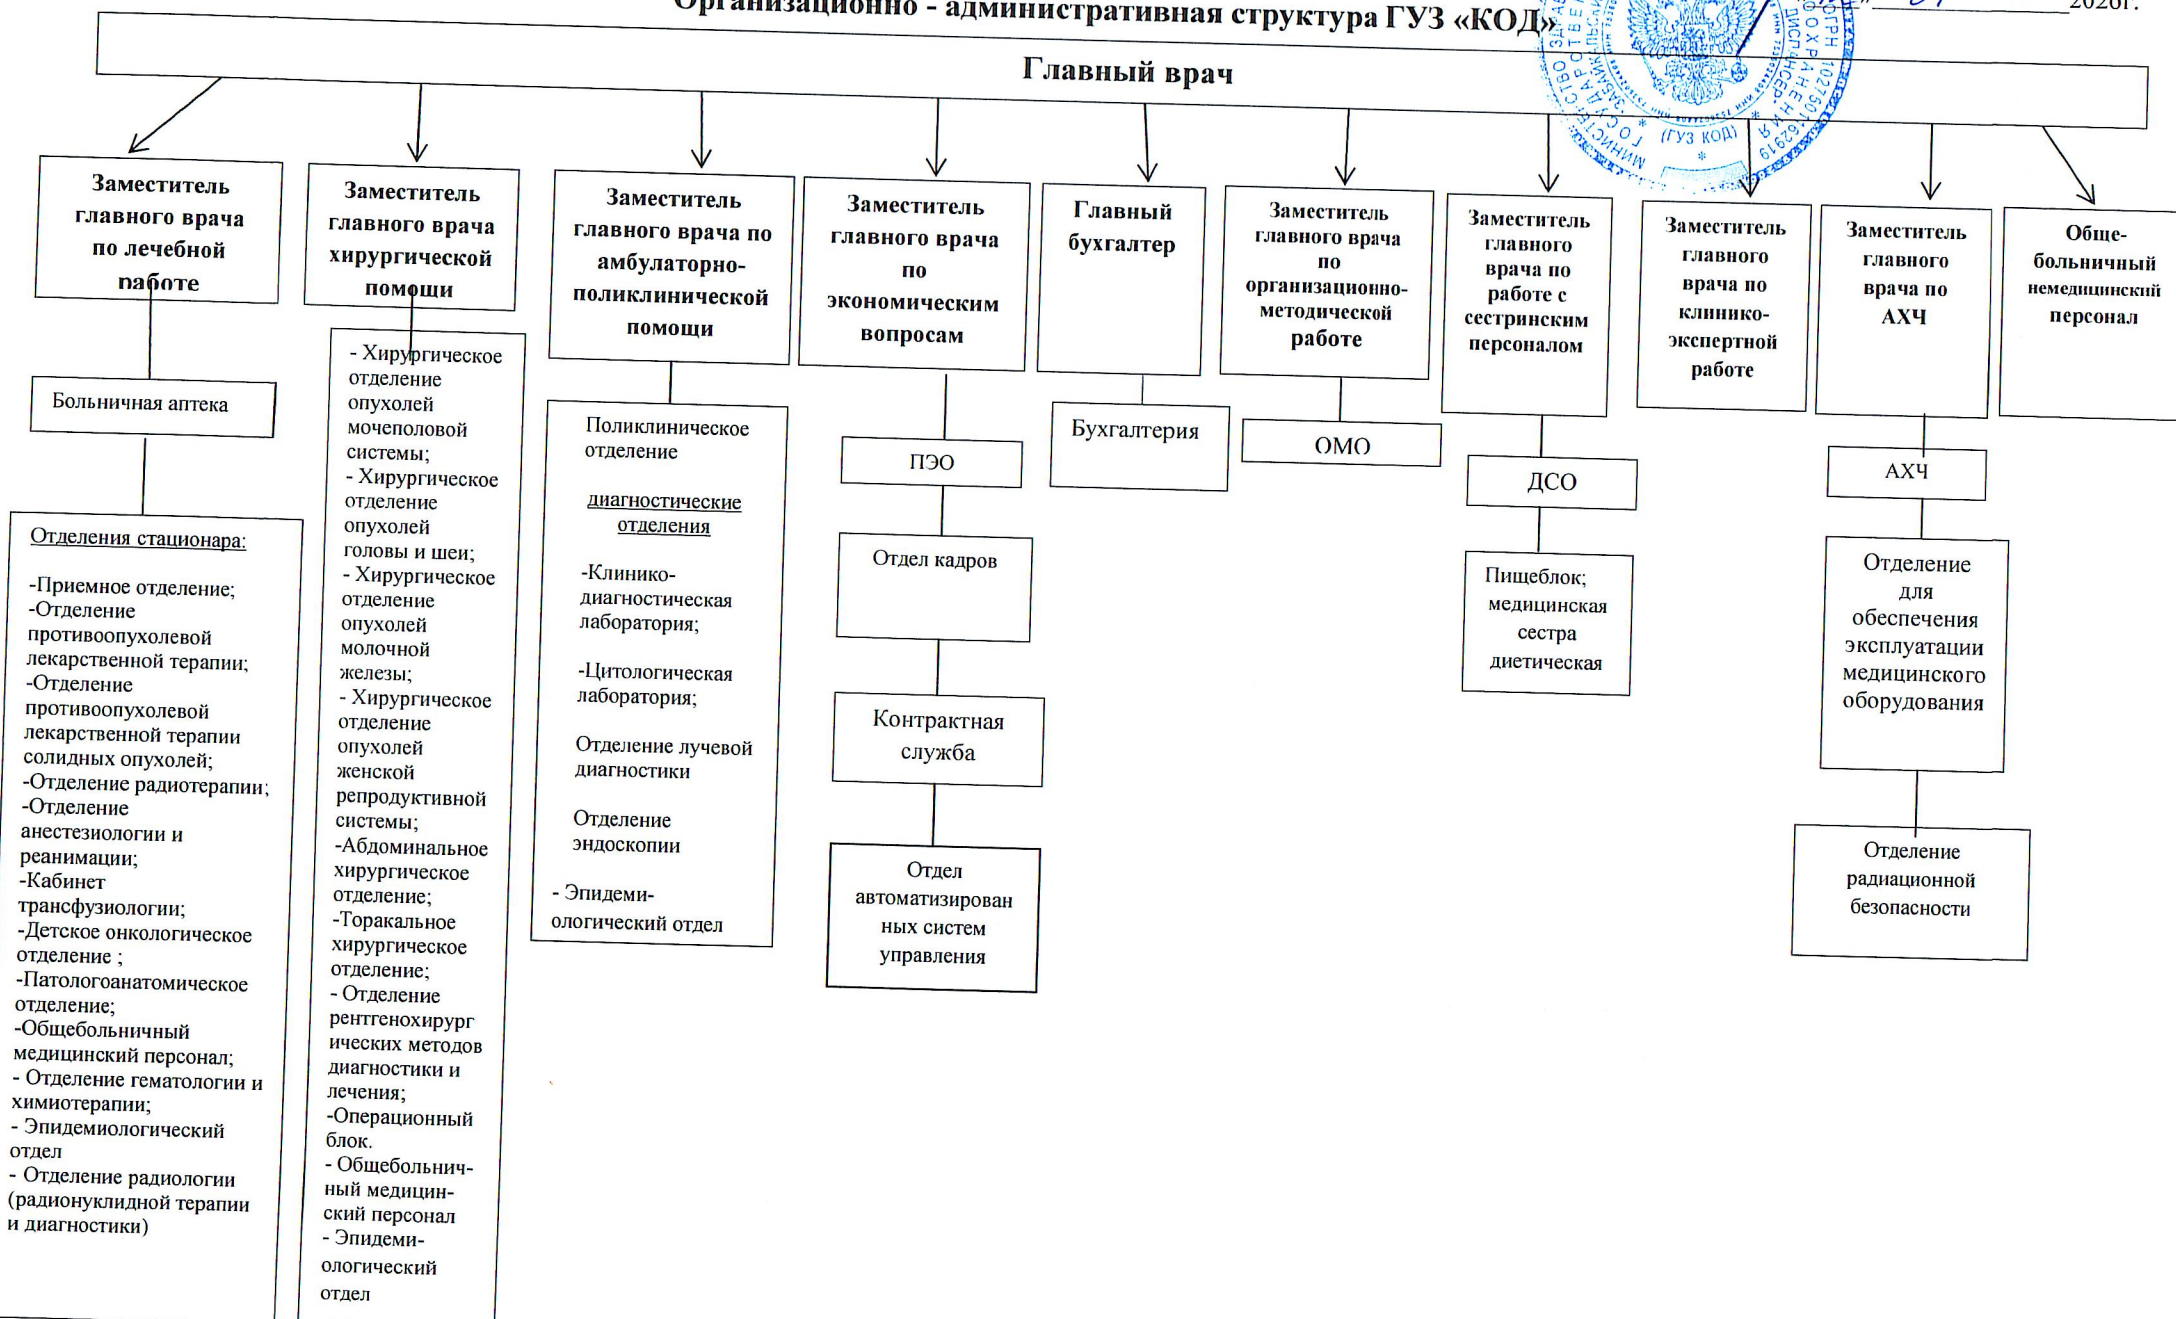 Организационно - административная структура ГУЗ «КОД»
2026г.
Главный врач
(ГУЗ КОД)
Заместитель
главного врача
по лечебной
работе
Больничная аптека
Отделения стационара:
-Приемное отделение;
-Отделение
противоопухолевой
лекарственной терапии;
-Отделение
противоопухолевой
лекарственной терапии
солидных опухолей;
-Отделение радиотерапии;
-Отделение
анестезиологии и
реанимации;
-Кабинет
трансфузиологии;
-Детское онкологическое
отделение ;
-Патологоанатомическое
отделение;
-Общебольничный
медицинский персонал;
- Отделение гематологии и
химиотерапии;
- Эпидемиологический
отдел
- Отделение радиологии
(радионуклидной терапии
и диагностики)
Заместитель
главного врача
хирургической
помощи
- Хирургическое
отделение
опухолей
мочеполовой
системы;
- Хирургическое
отделение
опухолей
головы и шеи;
- Хирургическое
отделение
опухолей
молочной
железы;
- Хирургическое
отделение
опухолей
женской
репродуктивной
системы;
-Абдоминальное
хирургическое
отделение;
-Торакальное
хирургическое
отделение;
- Отделение
рентгенохирург
ических методов
диагностики и
лечения;
-Операционный
блок.
- Общебольнич-
ный медицин-
ский персонал
- Эпидеми-
ологический
отдел
Заместитель
главного врача по
амбулаторно-
поликлинической
помощи
Поликлиническое
отделение
диагностические
отделения
-Клинико-
диагностическая
лаборатория;
-Цитологическая
лаборатория;
Отделение лучевой
диагностики
Отделение
эндоскопии
- Эпидеми-
ологический отдел
Заместитель
главного врача
по
экономическим
вопросам
ПЭО
Отдел кадров
Контрактная
служба
Отдел
автоматизирован
ных систем
управления
Главный
бухгалтер
Бухгалтерия
Заместитель
главного врача
по
организационно-
методической
работе
ОМО
Заместитель
главного
врача по
работе с
сестринским
персоналом
ДСО
Пищеблок;
медицинская
сестра
диетическая
Заместитель
главного
врача по
клинико-
экспертной
работе
Заместитель
главного
врача по
АХЧ
АХЧ
Отделение
для
обеспечения
эксплуатации
медицинского
оборудования
Отделение
радиационной
безопасности
Обще-
больничный
немедицинский
персонал